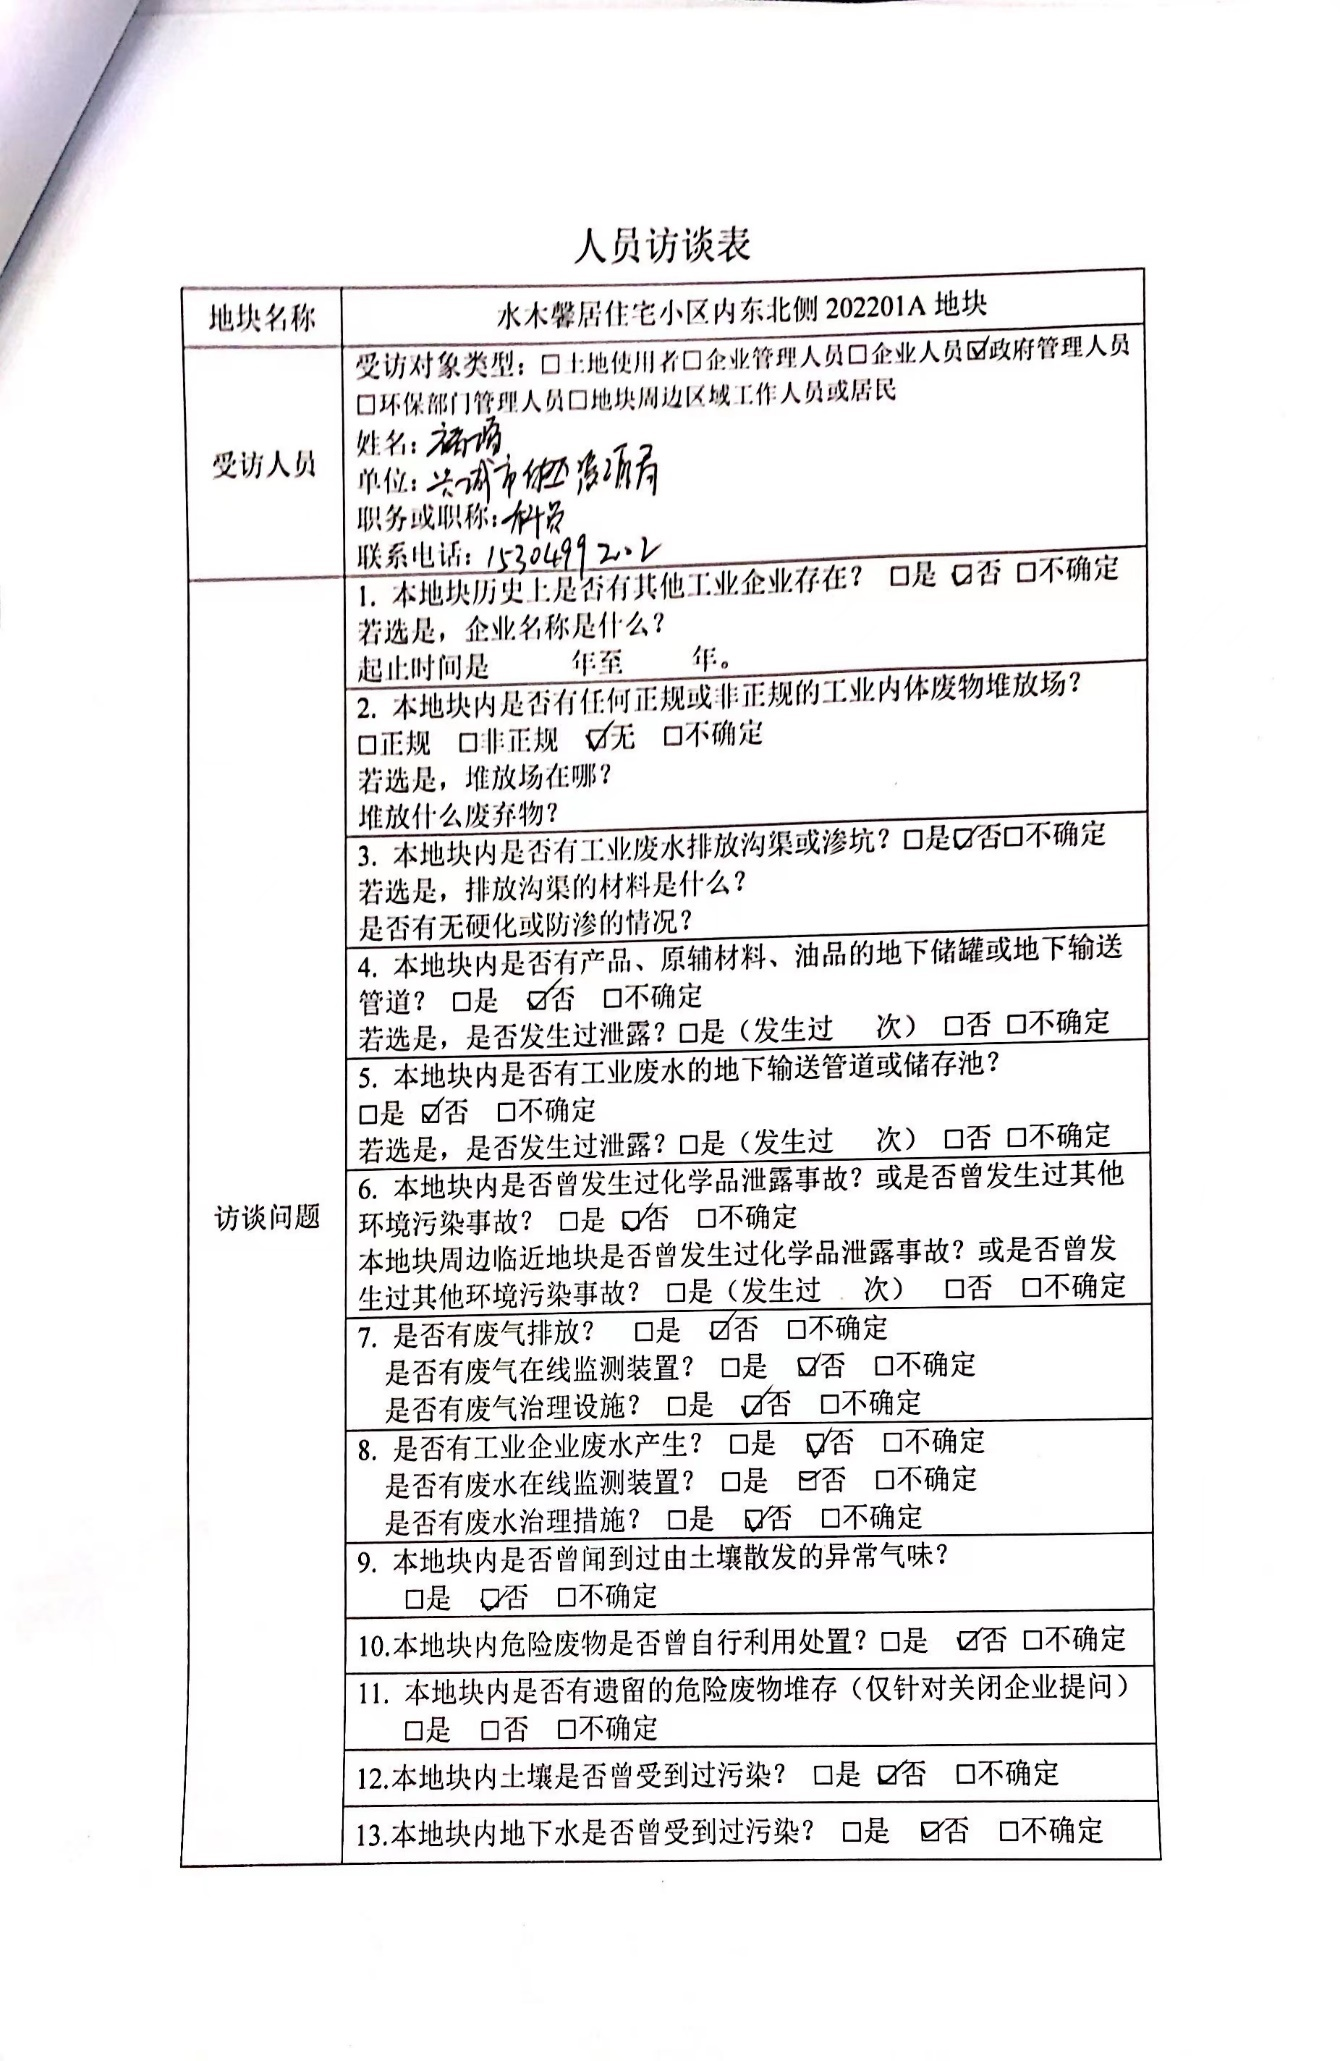 人员访谈表
地块名称 水木馨居住宅小区内东北侧 202201A 地块
受访人员
受访对象类型：□土地使用者□企业管理人员□企业人员☑政府管理人员
□环保部门管理人员□地块周边区域工作人员或居民
姓名：
单位：兴城市 局
职务或职称：科员
联系电话：15304992202
访谈问题
1. 本地块历史上是否有其他工业企业存在？ □是 ☑否 □不确定
若选是，企业名称是什么？
起止时间是 年至 年。
2. 本地块内是否有任何正规或非正规的工业内体废物堆放场？
□正规 □非正规 ☑无 □不确定
若选是，堆放场在哪？
堆放什么废弃物？
3. 本地块内是否有工业废水排放沟渠或渗坑？□是☑否□不确定
若选是，排放沟渠的材料是什么？
是否有无硬化或防渗的情况？
4. 本地块内是否有产品、原辅材料、油品的地下储罐或地下输送
管道？ □是 ☑否 □不确定
若选是，是否发生过泄露？□是（发生过 次） □否 □不确定
5. 本地块内是否有工业废水的地下输送管道或储存池？
□是 ☑否 □不确定
若选是，是否发生过泄露？□是（发生过 次） □否 □不确定
6. 本地块内是否曾发生过化学品泄露事故？或是否曾发生过其他
环境污染事故？ □是 ☑否 □不确定
本地块周边临近地块是否曾发生过化学品泄露事故？或是否曾发
生过其他环境污染事故？ □是（发生过 次） □否 □不确定
7. 是否有废气排放？ □是 ☑否 □不确定
是否有废气在线监测装置？ □是 ☑否 □不确定
是否有废气治理设施？ □是 ☑否 □不确定
8. 是否有工业企业废水产生？ □是 ☑否 □不确定
是否有废水在线监测装置？ □是 ☑否 □不确定
是否有废水治理措施？ □是 ☑否 □不确定
9. 本地块内是否曾闻到过由土壤散发的异常气味？
□是 ☑否 □不确定
10.本地块内危险废物是否曾自行利用处置？□是 ☑否 □不确定
11. 本地块内是否有遗留的危险废物堆存（仅针对关闭企业提问）
□是 □否 □不确定
12.本地块内土壤是否曾受到过污染？ □是 ☑否 □不确定
13.本地块内地下水是否曾受到过污染？ □是 ☑否 □不确定